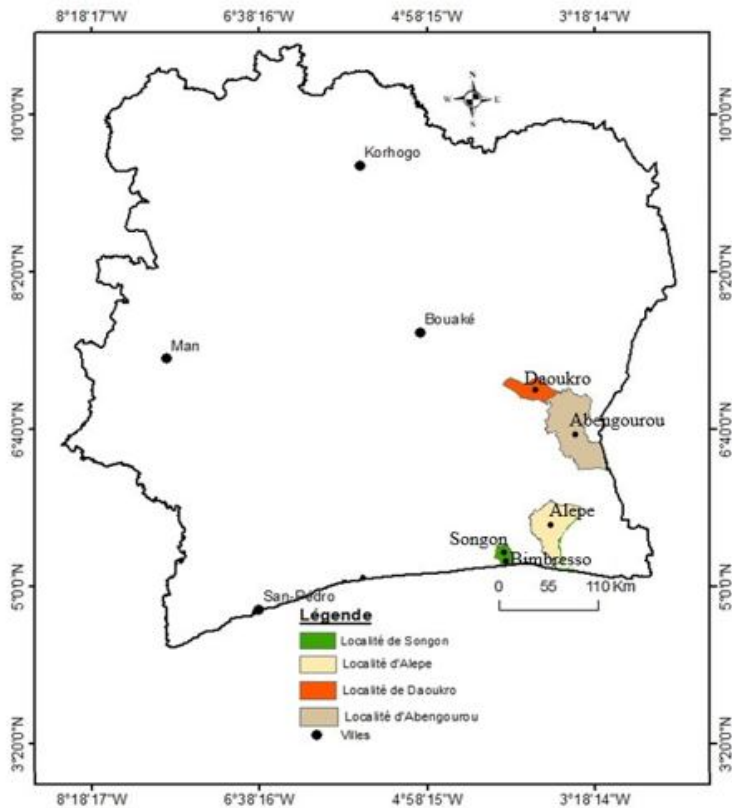 8°18'17"W 6°38'16"W 4°58'15"W 3°18'14"W
N
W E
S
10°0'0"N 10°0'0"N
Korhogo
8°20'0"N 8°20'0"N
Bouaké
Man
Daoukro
6°40'0"N 6°40'0"N
Abengourou
Alepe
Songon
Bimbresso
5°0'0"N 5°0'0"N
0 55 110 Km
San-Pédro
Légende
Localité de Songon
Localité d'Alepe
Localité de Daoukro
Localité d'Abengourou
Villes
3°20'0"N 3°20'0"N
8°18'17"W 6°38'16"W 4°58'15"W 3°18'14"W